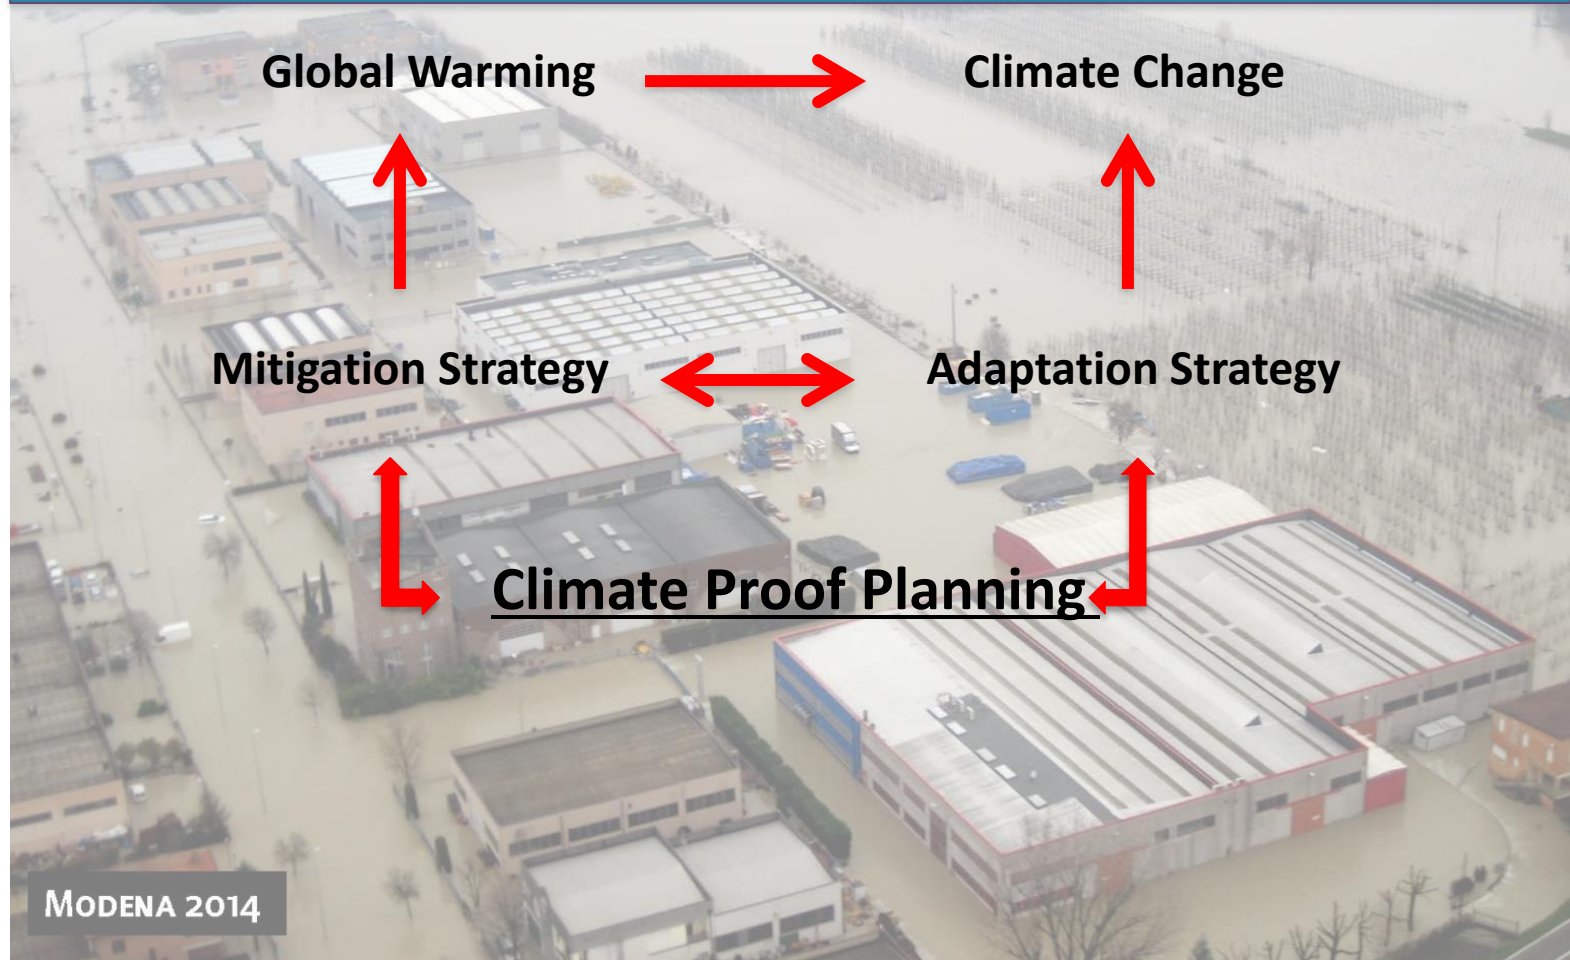 Global Warming
Climate Change
Mitigation Strategy
Adaptation Strategy
Climate Proof Planning
MODENA 2014